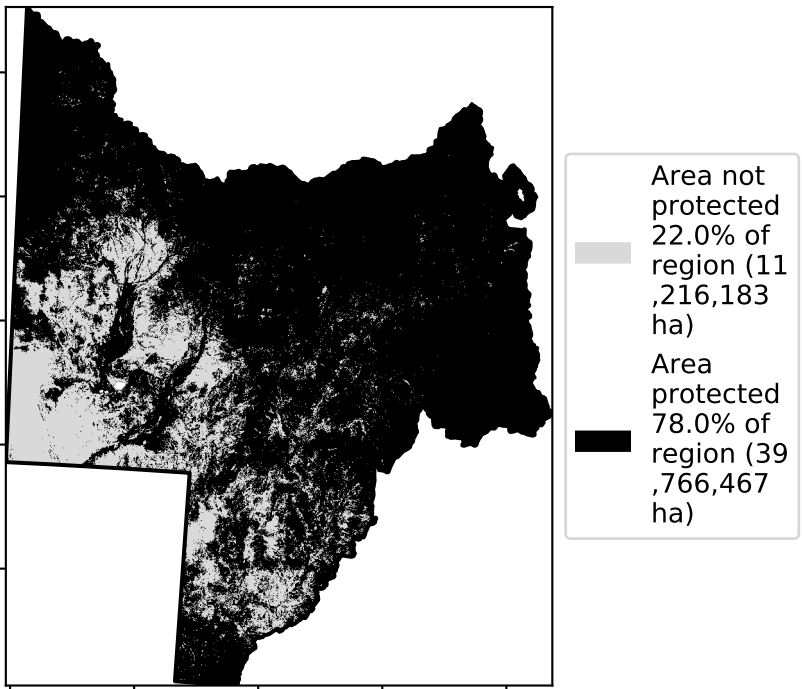 Area not
protected
22.0% of
region (11
,216,183
ha)
Area
protected
78.0% of
region (39
,766,467
ha)